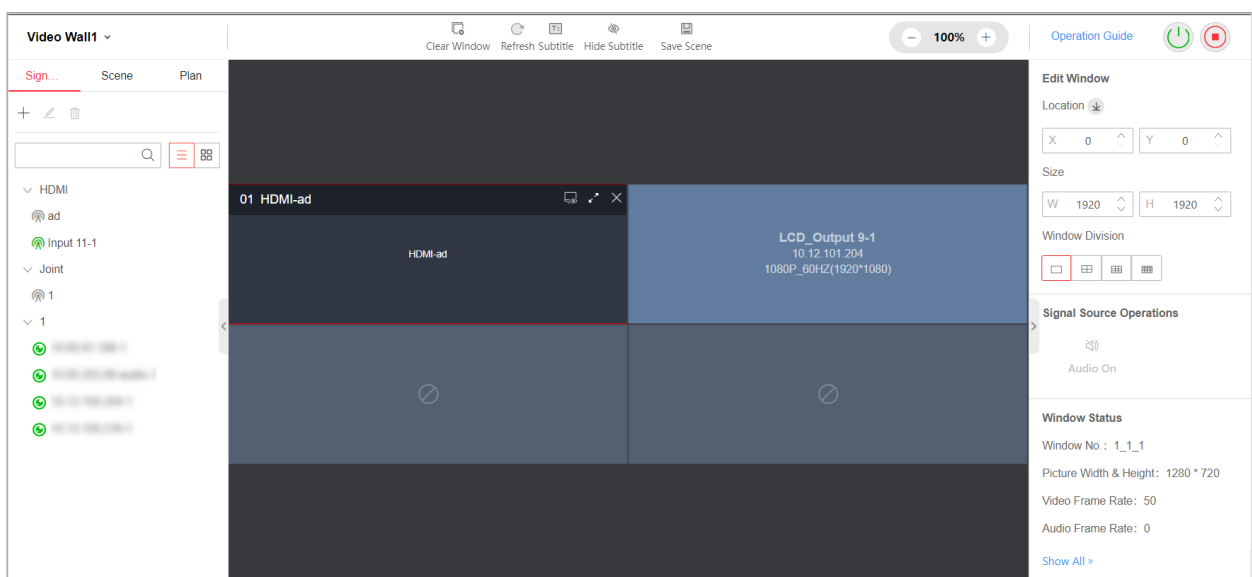 Video Wall1
Clear Window
Refresh Subtitle
Hide Subtitle
Save Scene
100%
Operation Guide
Sign...
Scene
Plan
HDMI
ad
Input 11-1
Joint
1
1
01 HDMI-ad
HDMI-ad
LCD_Output 9-1
10.12.101.204
1080P_60HZ(1920*1080)
Edit Window
Location
X 0
Y 0
Size
W 1920
H 1920
Window Division
Signal Source Operations
Audio On
Window Status
Window No.: 1_1_1
Picture Width & Height: 1280 * 720
Video Frame Rate: 50
Audio Frame Rate: 0
Show All »